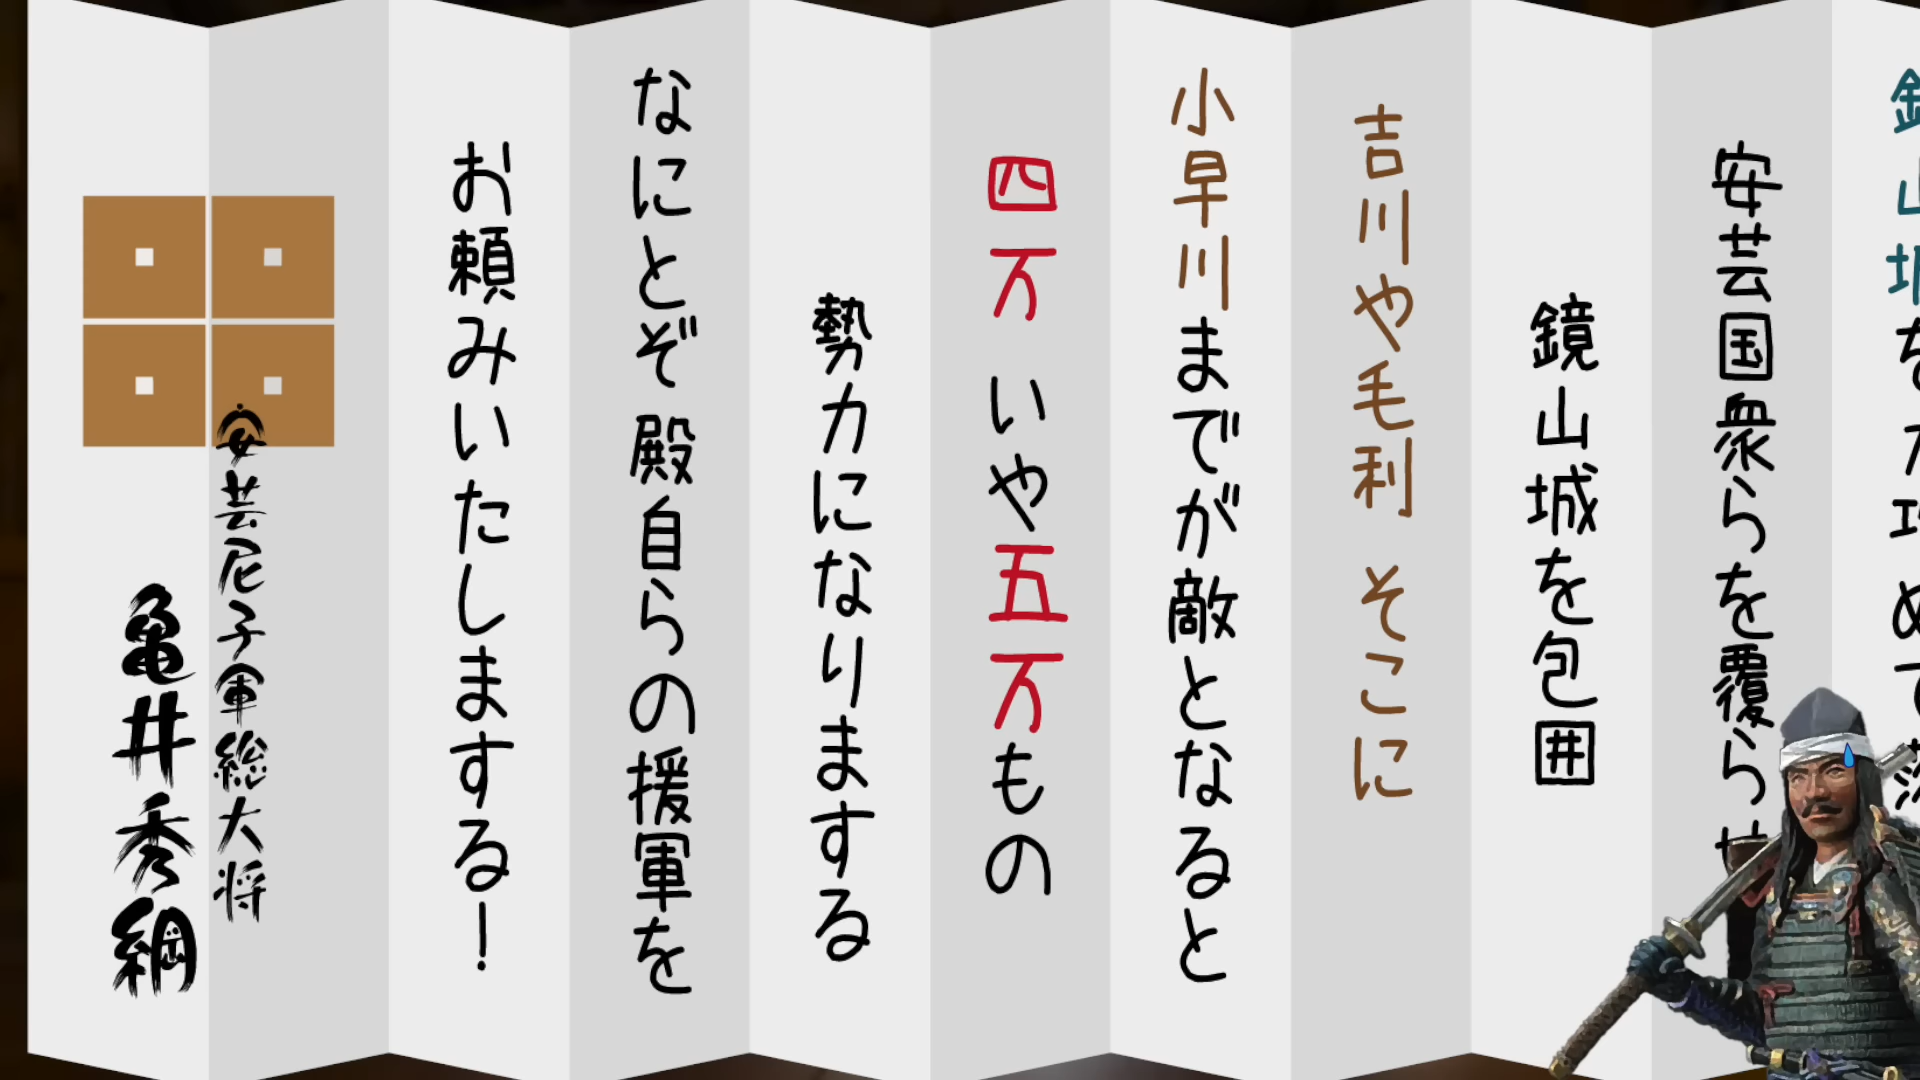 鏡山城を
安芸国衆らを覆ら
鏡山城を包囲
吉川や毛利 そこに
小早川までが敵となると
四万 いや五万もの
勢力になりまする
なにとぞ 殿自らの援軍を
お頼みいたしまする!
安芸尼子軍総大将
亀井秀綱